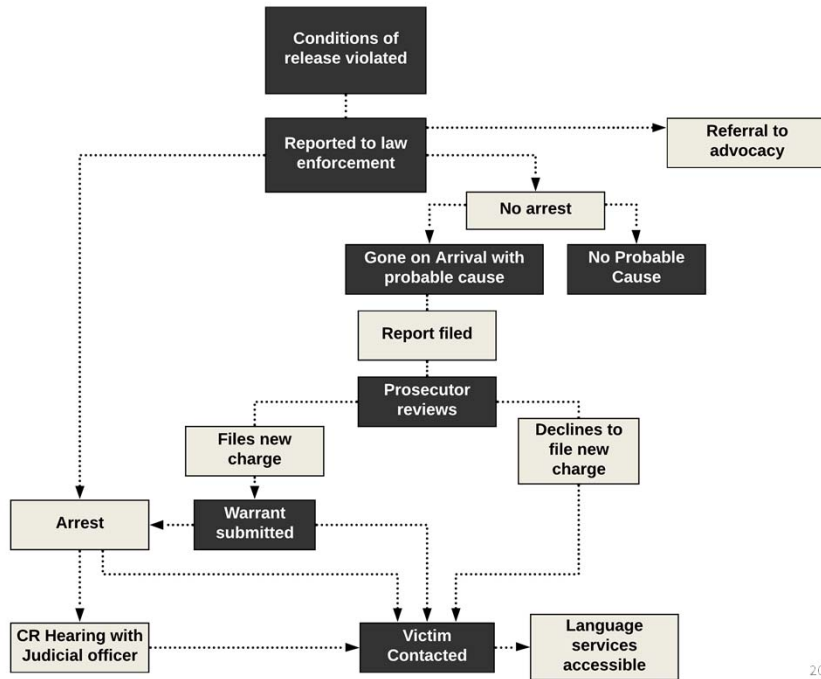 Conditions of
release violated
Reported to law
enforcement
Referral to
advocacy
No arrest
Gone on Arrival with
probable cause
No Probable
Cause
Report filed
Prosecutor
reviews
Files new
charge
Declines to
file new
charge
Arrest
Warrant
submitted
CR Hearing with
Judicial officer
Victim
Contacted
Language
services
accessible